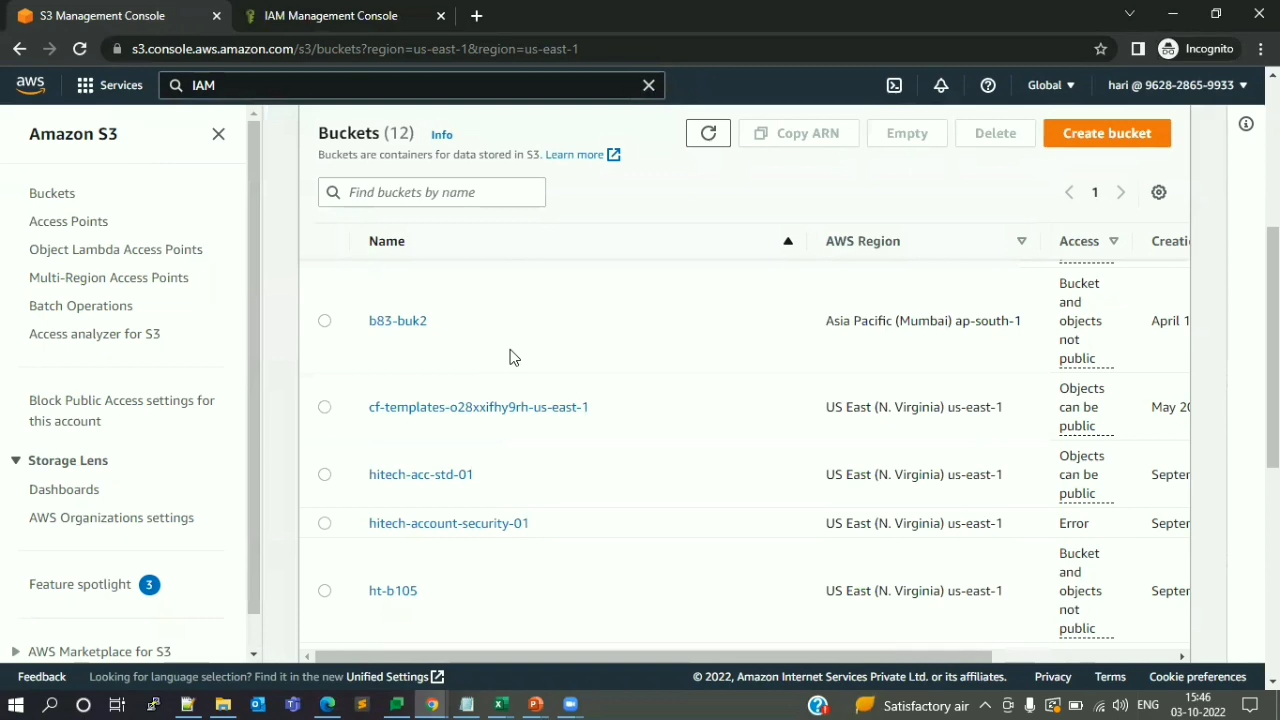 S3 Management Console
IAM Management Console
s3.console.aws.amazon.com/s3/buckets?region=us-east-1&region=us-east-1
Incognito
aws
Services
IAM
Global
hari @ 9628-2865-9933
Amazon S3
Buckets
Access Points
Object Lambda Access Points
Multi-Region Access Points
Batch Operations
Access analyzer for S3
Block Public Access settings for
this account
Storage Lens
Dashboards
AWS Organizations settings
Feature spotlight 3
AWS Marketplace for S3
Buckets (12) Info
Buckets are containers for data stored in S3. Learn more
Copy ARN
Empty
Delete
Create bucket
Find buckets by name
1
Name AWS Region Access Creati
b83-buk2 Asia Pacific (Mumbai) ap-south-1
Bucket
and
objects
not
public
April 1
cf-templates-o28xxifhy9rh-us-east-1 US East (N. Virginia) us-east-1
Objects
can be
public
May 20
hitech-acc-std-01 US East (N. Virginia) us-east-1
Objects
can be
public
Septer
hitech-account-security-01 US East (N. Virginia) us-east-1 Error Septer
ht-b105 US East (N. Virginia) us-east-1
Bucket
and
objects
not
public
Septer
Feedback
Looking for language selection? Find it in the new Unified Settings
© 2022, Amazon Internet Services Private Ltd. or its affiliates.
Privacy
Terms
Cookie preferences
Satisfactory air
ENG
15:46
03-10-2022